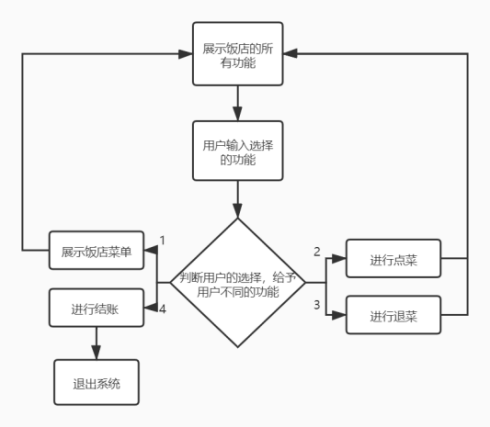 展示饭店的所
有功能
用户输入选择
的功能
1
展示饭店菜单
判断用户的选择，给予
用户不同的功能
2
进行点菜
进行结账
4
3
进行退菜
退出系统